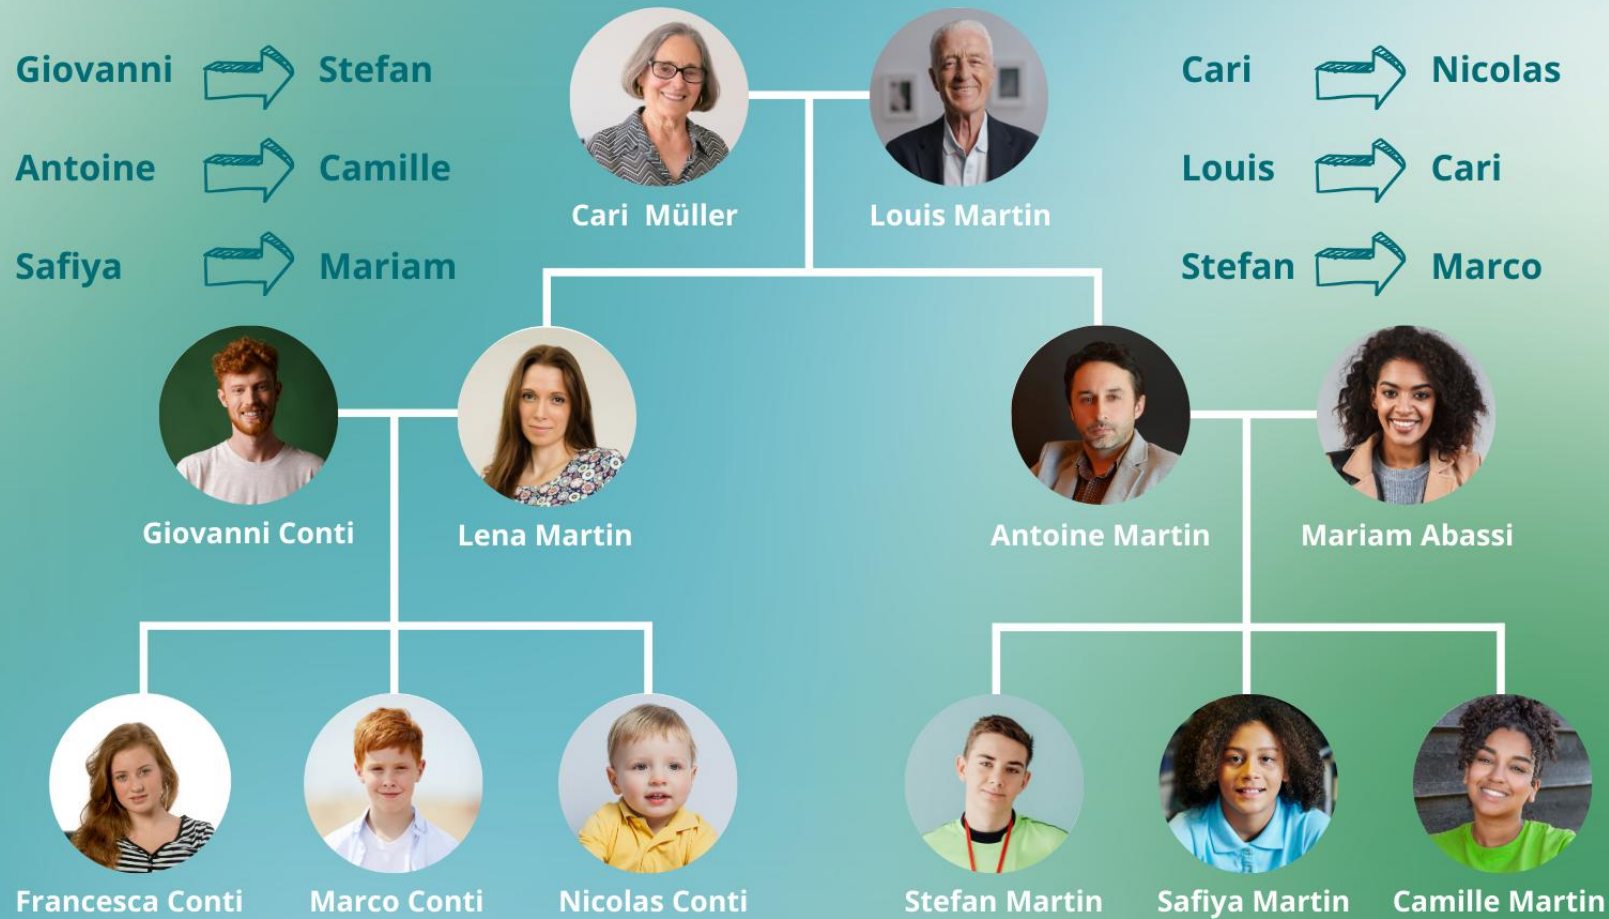 Giovanni Stefan
Antoine Camille
Safiya Mariam
Cari Nicolas
Louis Cari
Stefan Marco
Cari Müller
Louis Martin
Giovanni Conti
Lena Martin
Antoine Martin
Mariam Abassi
Francesca Conti
Marco Conti
Nicolas Conti
Stefan Martin
Safiya Martin
Camille Martin